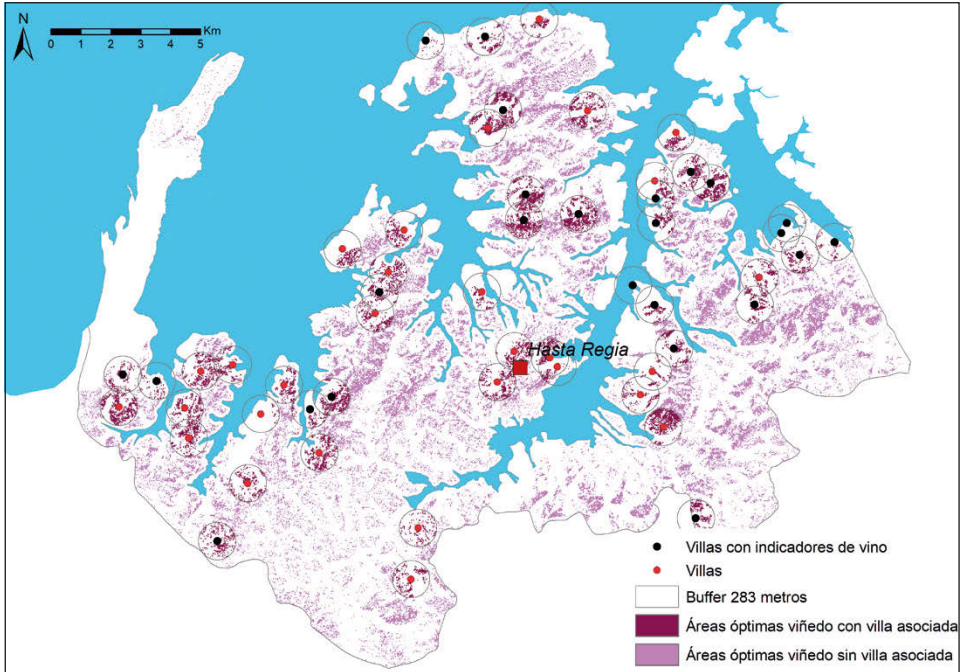 N
0 1 2 3 4 5 Km
Hasta Regia
Villas con indicadores de vino
Villas
Buffer 283 metros
Áreas óptimas viñedo con villa asociada
Áreas óptimas viñedo sin villa asociada